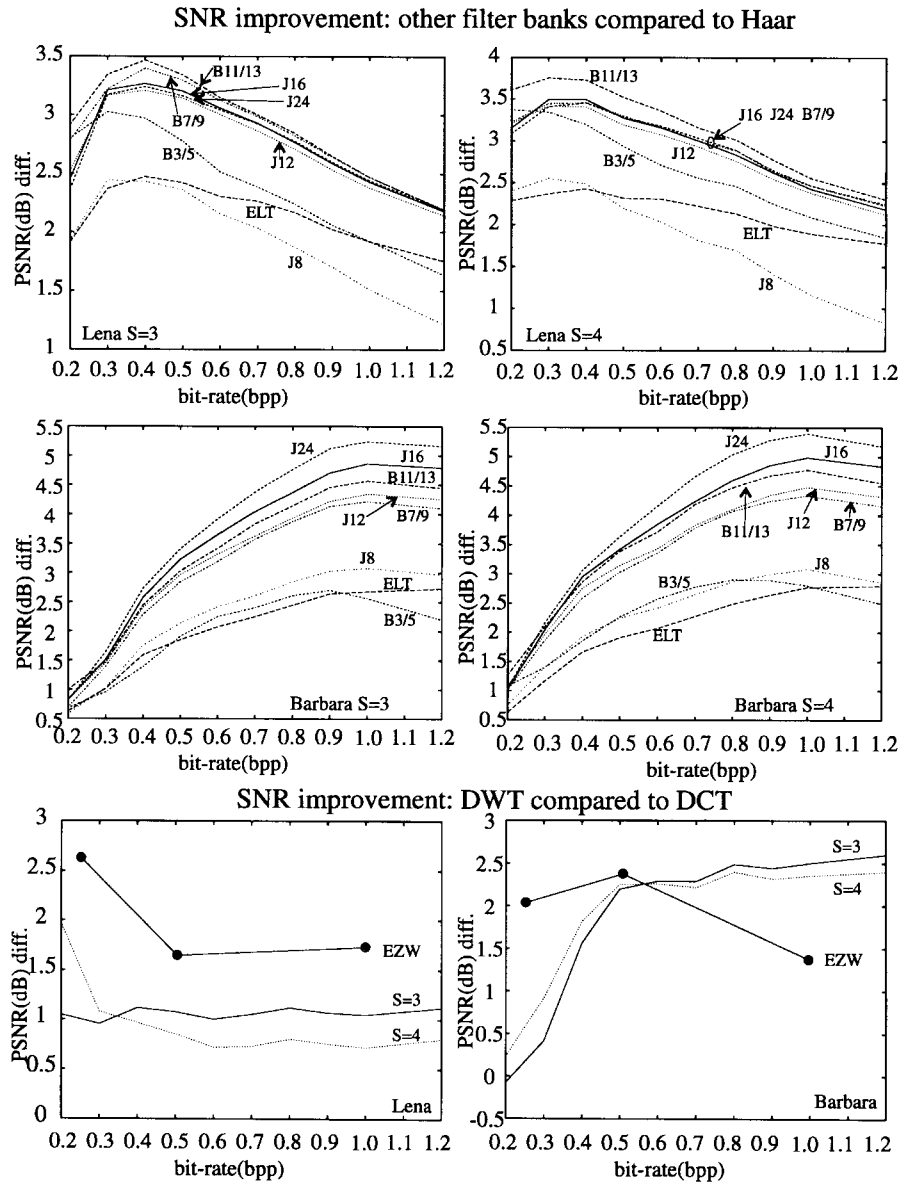 SNR improvement: other filter banks compared to Haar
3.5
3
2.5
2
1.5
1
PSNR(dB) diff.
B11/13
J16
J24
B7/9
B3/5
J12
ELT
J8
Lena S=3
0.2 0.3 0.4 0.5 0.6 0.7 0.8 0.9 1.0 1.1 1.2
bit-rate(bpp)
4
3.5
3
2.5
2
1.5
1
0.5
PSNR(dB) diff.
B11/13
J16 J24 B7/9
B3/5
J12
ELT
J8
Lena S=4
0.2 0.3 0.4 0.5 0.6 0.7 0.8 0.9 1.0 1.1 1.2
bit-rate(bpp)
5.5
5
4.5
4
3.5
3
2.5
2
1.5
1
0.5
PSNR(dB) diff.
J24
J16
B11/13
J12
B7/9
J8
ELT
B3/5
Barbara S=3
0.2 0.3 0.4 0.5 0.6 0.7 0.8 0.9 1.0 1.1 1.2
bit-rate(bpp)
5.5
5
4.5
4
3.5
3
2.5
2
1.5
1
0.5
PSNR(dB) diff.
J24
J16
B11/13
J12
B7/9
J8
B3/5
ELT
Barbara S=4
0.2 0.3 0.4 0.5 0.6 0.7 0.8 0.9 1.0 1.1 1.2
bit-rate(bpp)
SNR improvement: DWT compared to DCT
3
2.5
2
1.5
1
0.5
0
PSNR(dB) diff.
EZW
S=3
S=4
Lena
0.2 0.3 0.4 0.5 0.6 0.7 0.8 0.9 1.0 1.1 1.2
bit-rate(bpp)
3
2.5
2
1.5
1
0.5
0
-0.5
PSNR(dB) diff.
S=3
S=4
EZW
Barbara
0.2 0.3 0.4 0.5 0.6 0.7 0.8 0.9 1.0 1.1 1.2
bit-rate(bpp)